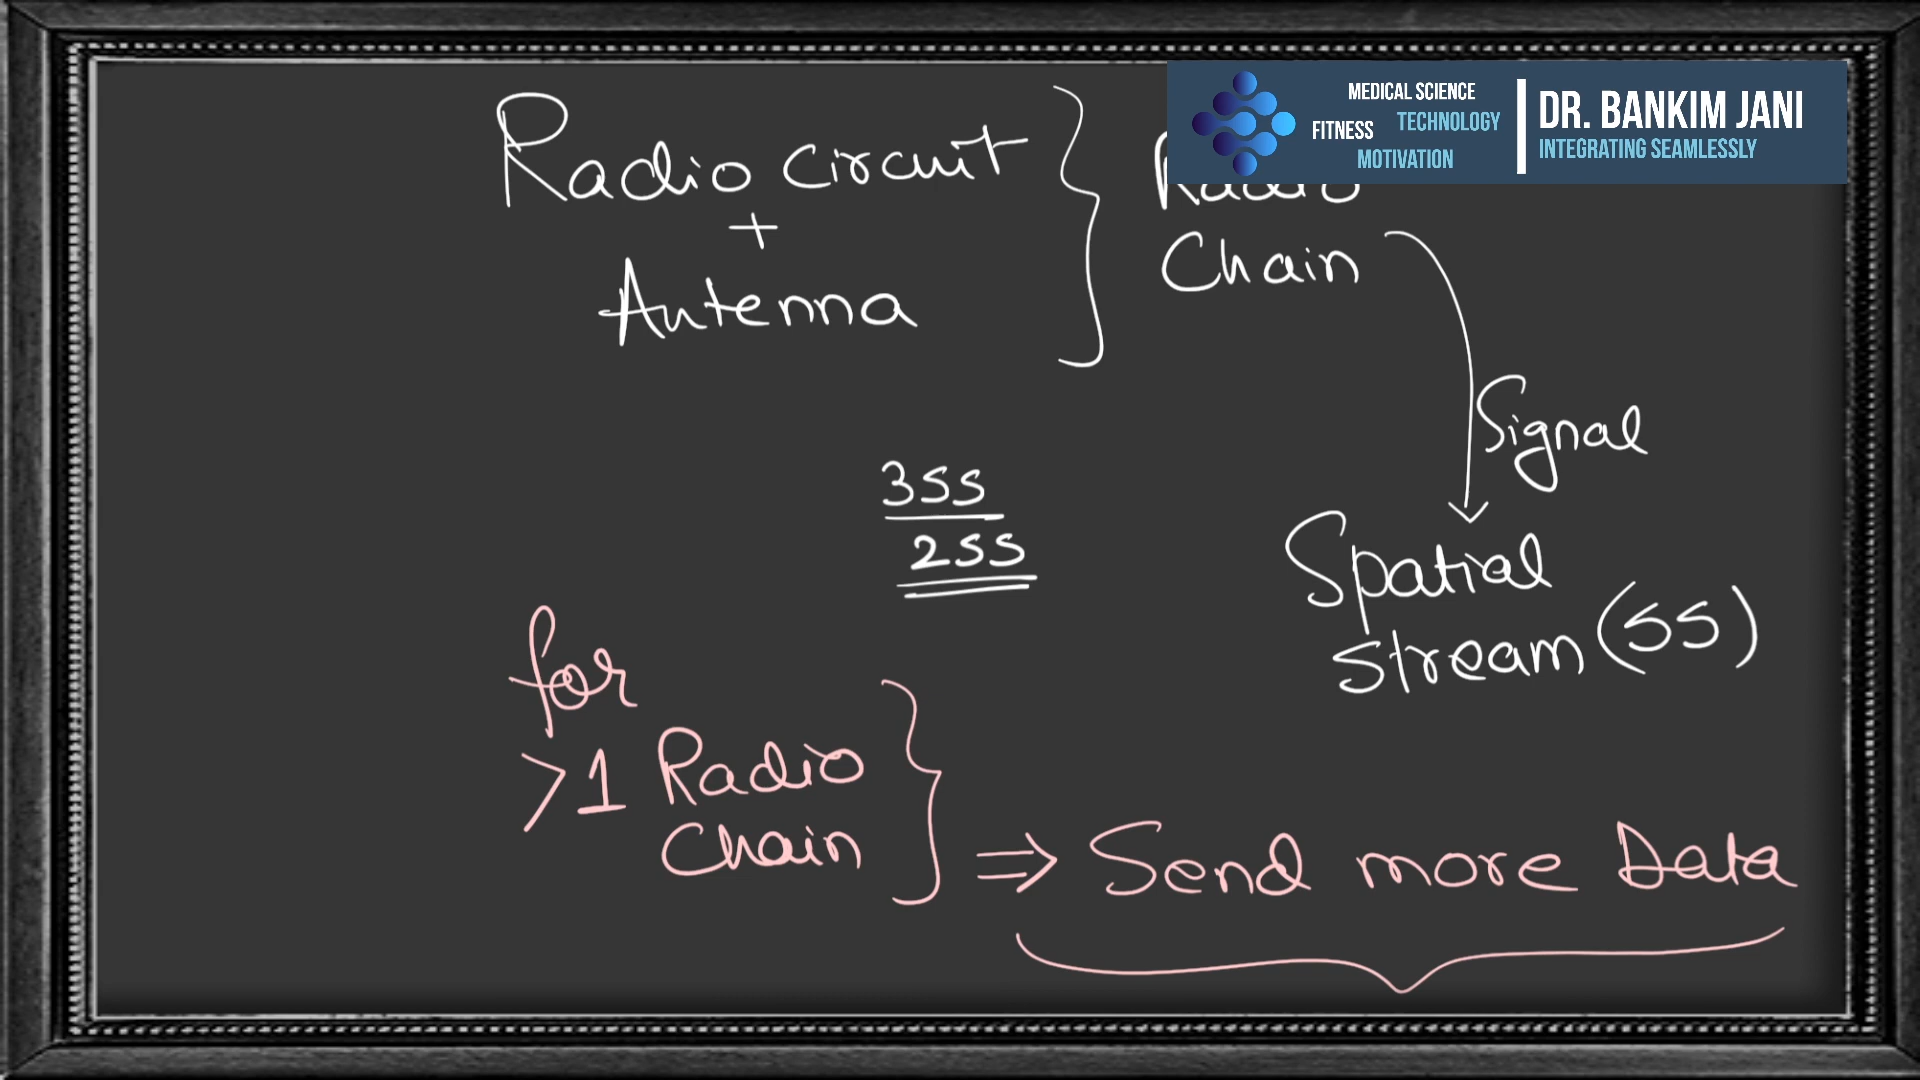 MEDICAL SCIENCE
FITNESS TECHNOLOGY
MOTIVATION
DR. BANKIM JANI
INTEGRATING SEAMLESSLY
Radio circuit
+
Antenna
Radio
Chain
Signal
Spatial
stream (SS)
3SS
2SS
for
>1 Radio
Chain
⇒ Send more Data